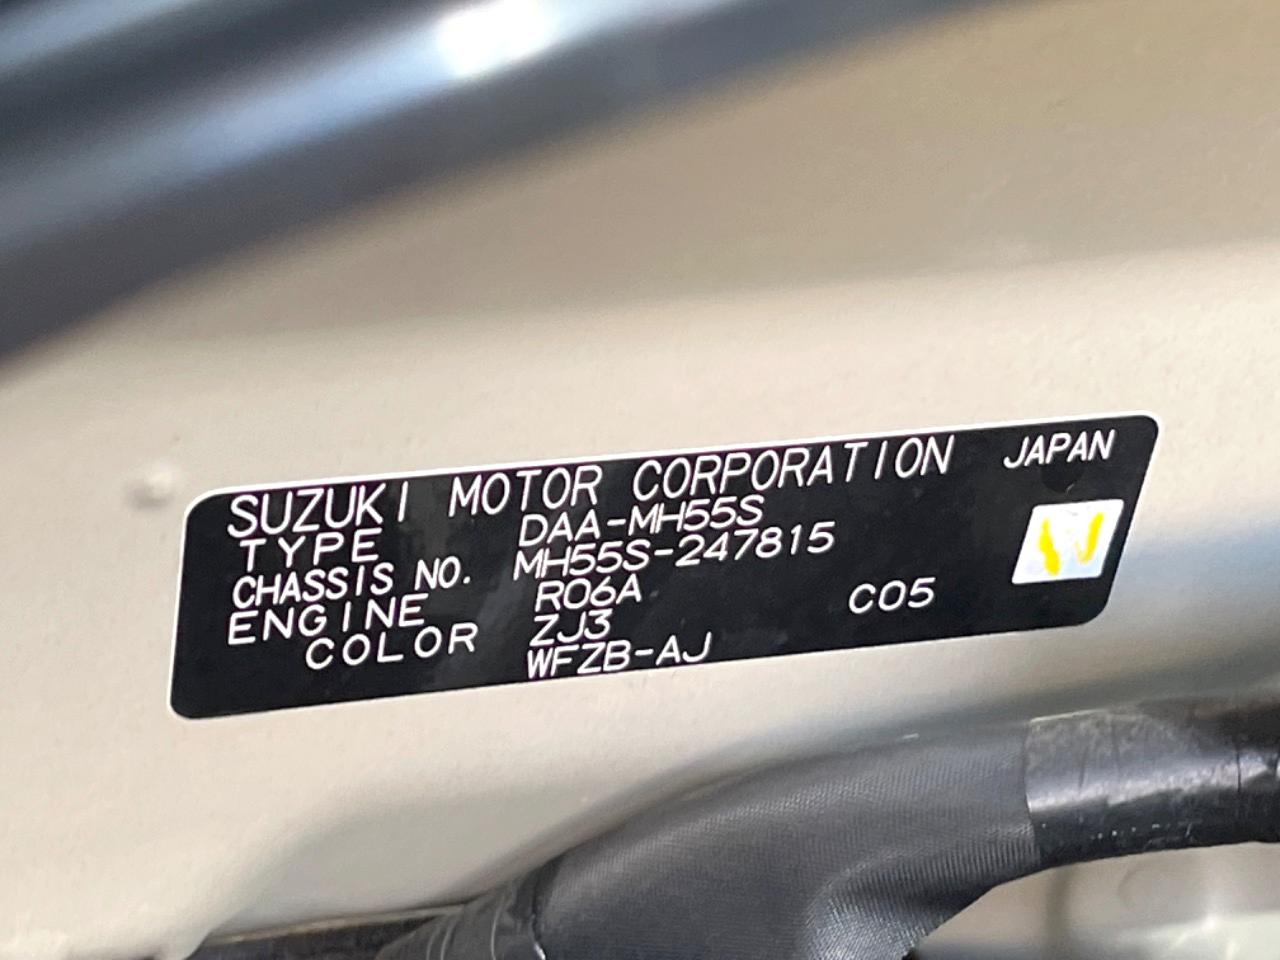 SUZUKI MOTOR CORPORATION JAPAN
TYPE DAA-MH55S
CHASSIS NO. MH55S-247815
ENGINE R06A
COLOR ZJ3 C05
WFZB-AJ
W